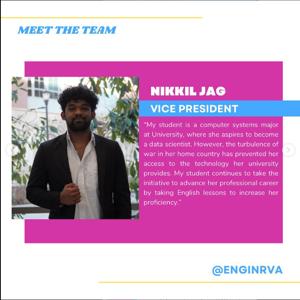 MEET THE TEAM
NIKKIL JAG
VICE PRESIDENT
"My student is a computer systems major
at University, where she aspires to become
a data scientist. However, the turbulence of
war in her home country has prevented her
access to the technology her university
provides. My student continues to take the
initiative to advance her professional career
by taking English lessons to increase her
proficiency."
@ENGINRVA